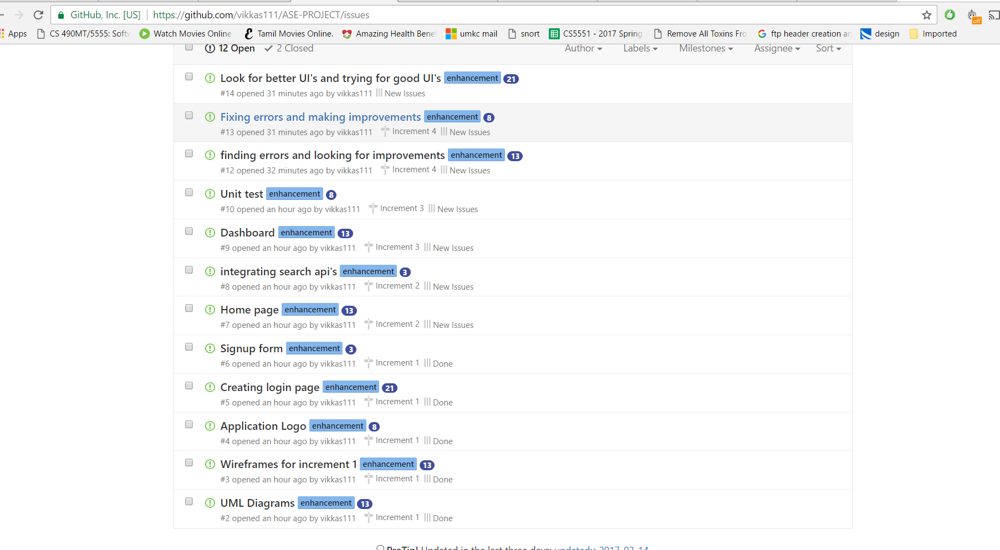 GitHub, Inc. [US] https://github.com/vikkas111/ASE-PROJECT/issues
off
Apps CS 490MT/5555: Soft Watch Movies Online Tamil Movies Online. Amazing Health Bene umkc mail snort CS5551 - 2017 Spring Remove All Toxins Fro ftp header creation an design Imported
12 Open 2 Closed Author Labels Milestones Assignee Sort
Look for better UI's and trying for good UI's enhancement 21
#14 opened 31 minutes ago by vikkas111 New Issues
Fixing errors and making improvements enhancement 8
#13 opened 31 minutes ago by vikkas111 Increment 4 New Issues
finding errors and looking for improvements enhancement 13
#12 opened 32 minutes ago by vikkas111 Increment 4 New Issues
Unit test enhancement 8
#10 opened an hour ago by vikkas111 Increment 3 New Issues
Dashboard enhancement 13
#9 opened an hour ago by vikkas111 Increment 3 New Issues
integrating search api's enhancement 3
#8 opened an hour ago by vikkas111 Increment 2 New Issues
Home page enhancement 13
#7 opened an hour ago by vikkas111 Increment 2 New Issues
Signup form enhancement 3
#6 opened an hour ago by vikkas111 Increment 1 Done
Creating login page enhancement 21
#5 opened an hour ago by vikkas111 Increment 1 Done
Application Logo enhancement 8
#4 opened an hour ago by vikkas111 Increment 1 Done
Wireframes for increment 1 enhancement 13
#3 opened an hour ago by vikkas111 Increment 1 Done
UML Diagrams enhancement 13
#2 opened an hour ago by vikkas111 Increment 1 Done
ProTip! Updated in the last three days: updated:>2017-02-14